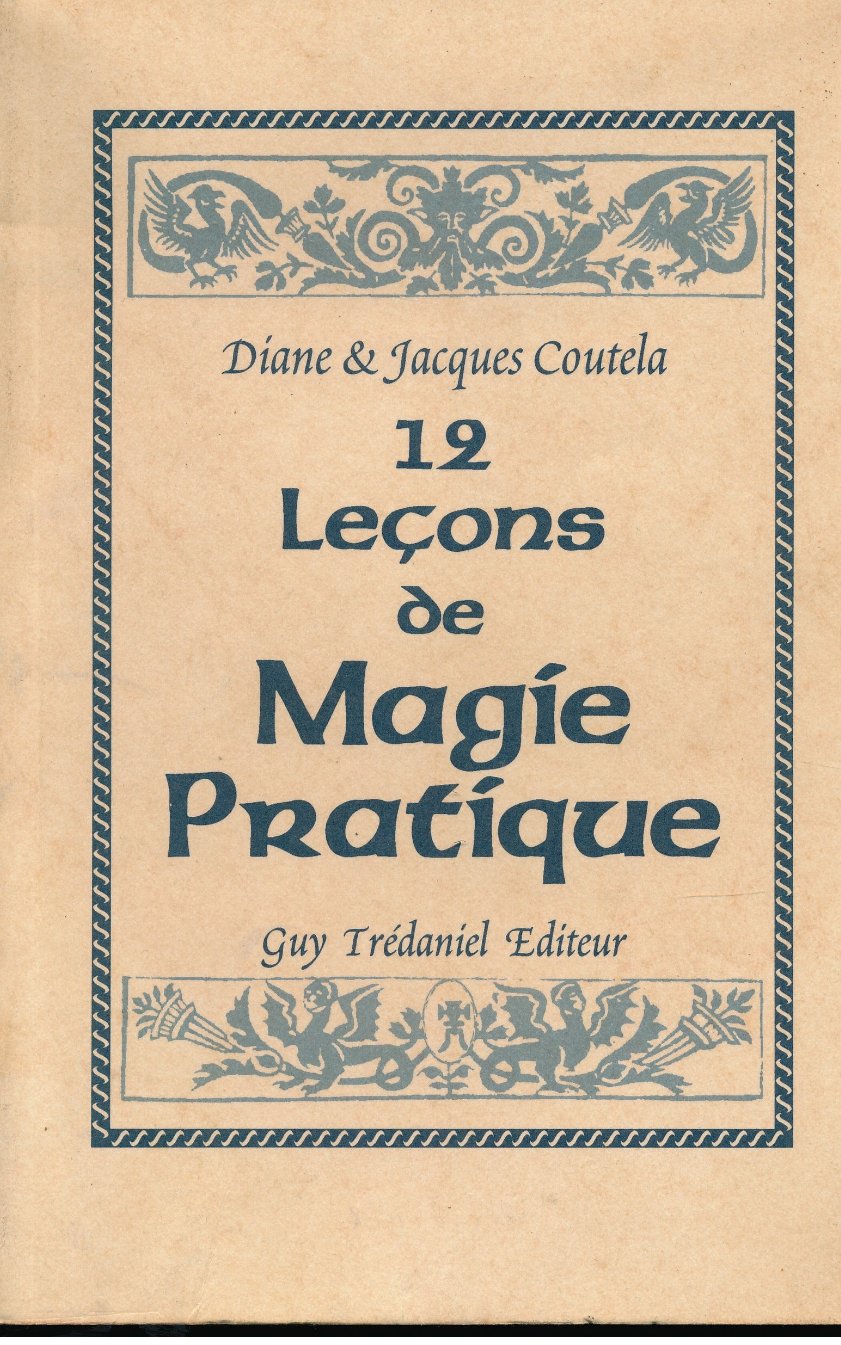 Diane & Jacques Coutela
12
Leçons
de
Magie
Pratique
Guy Trédaniel Editeur